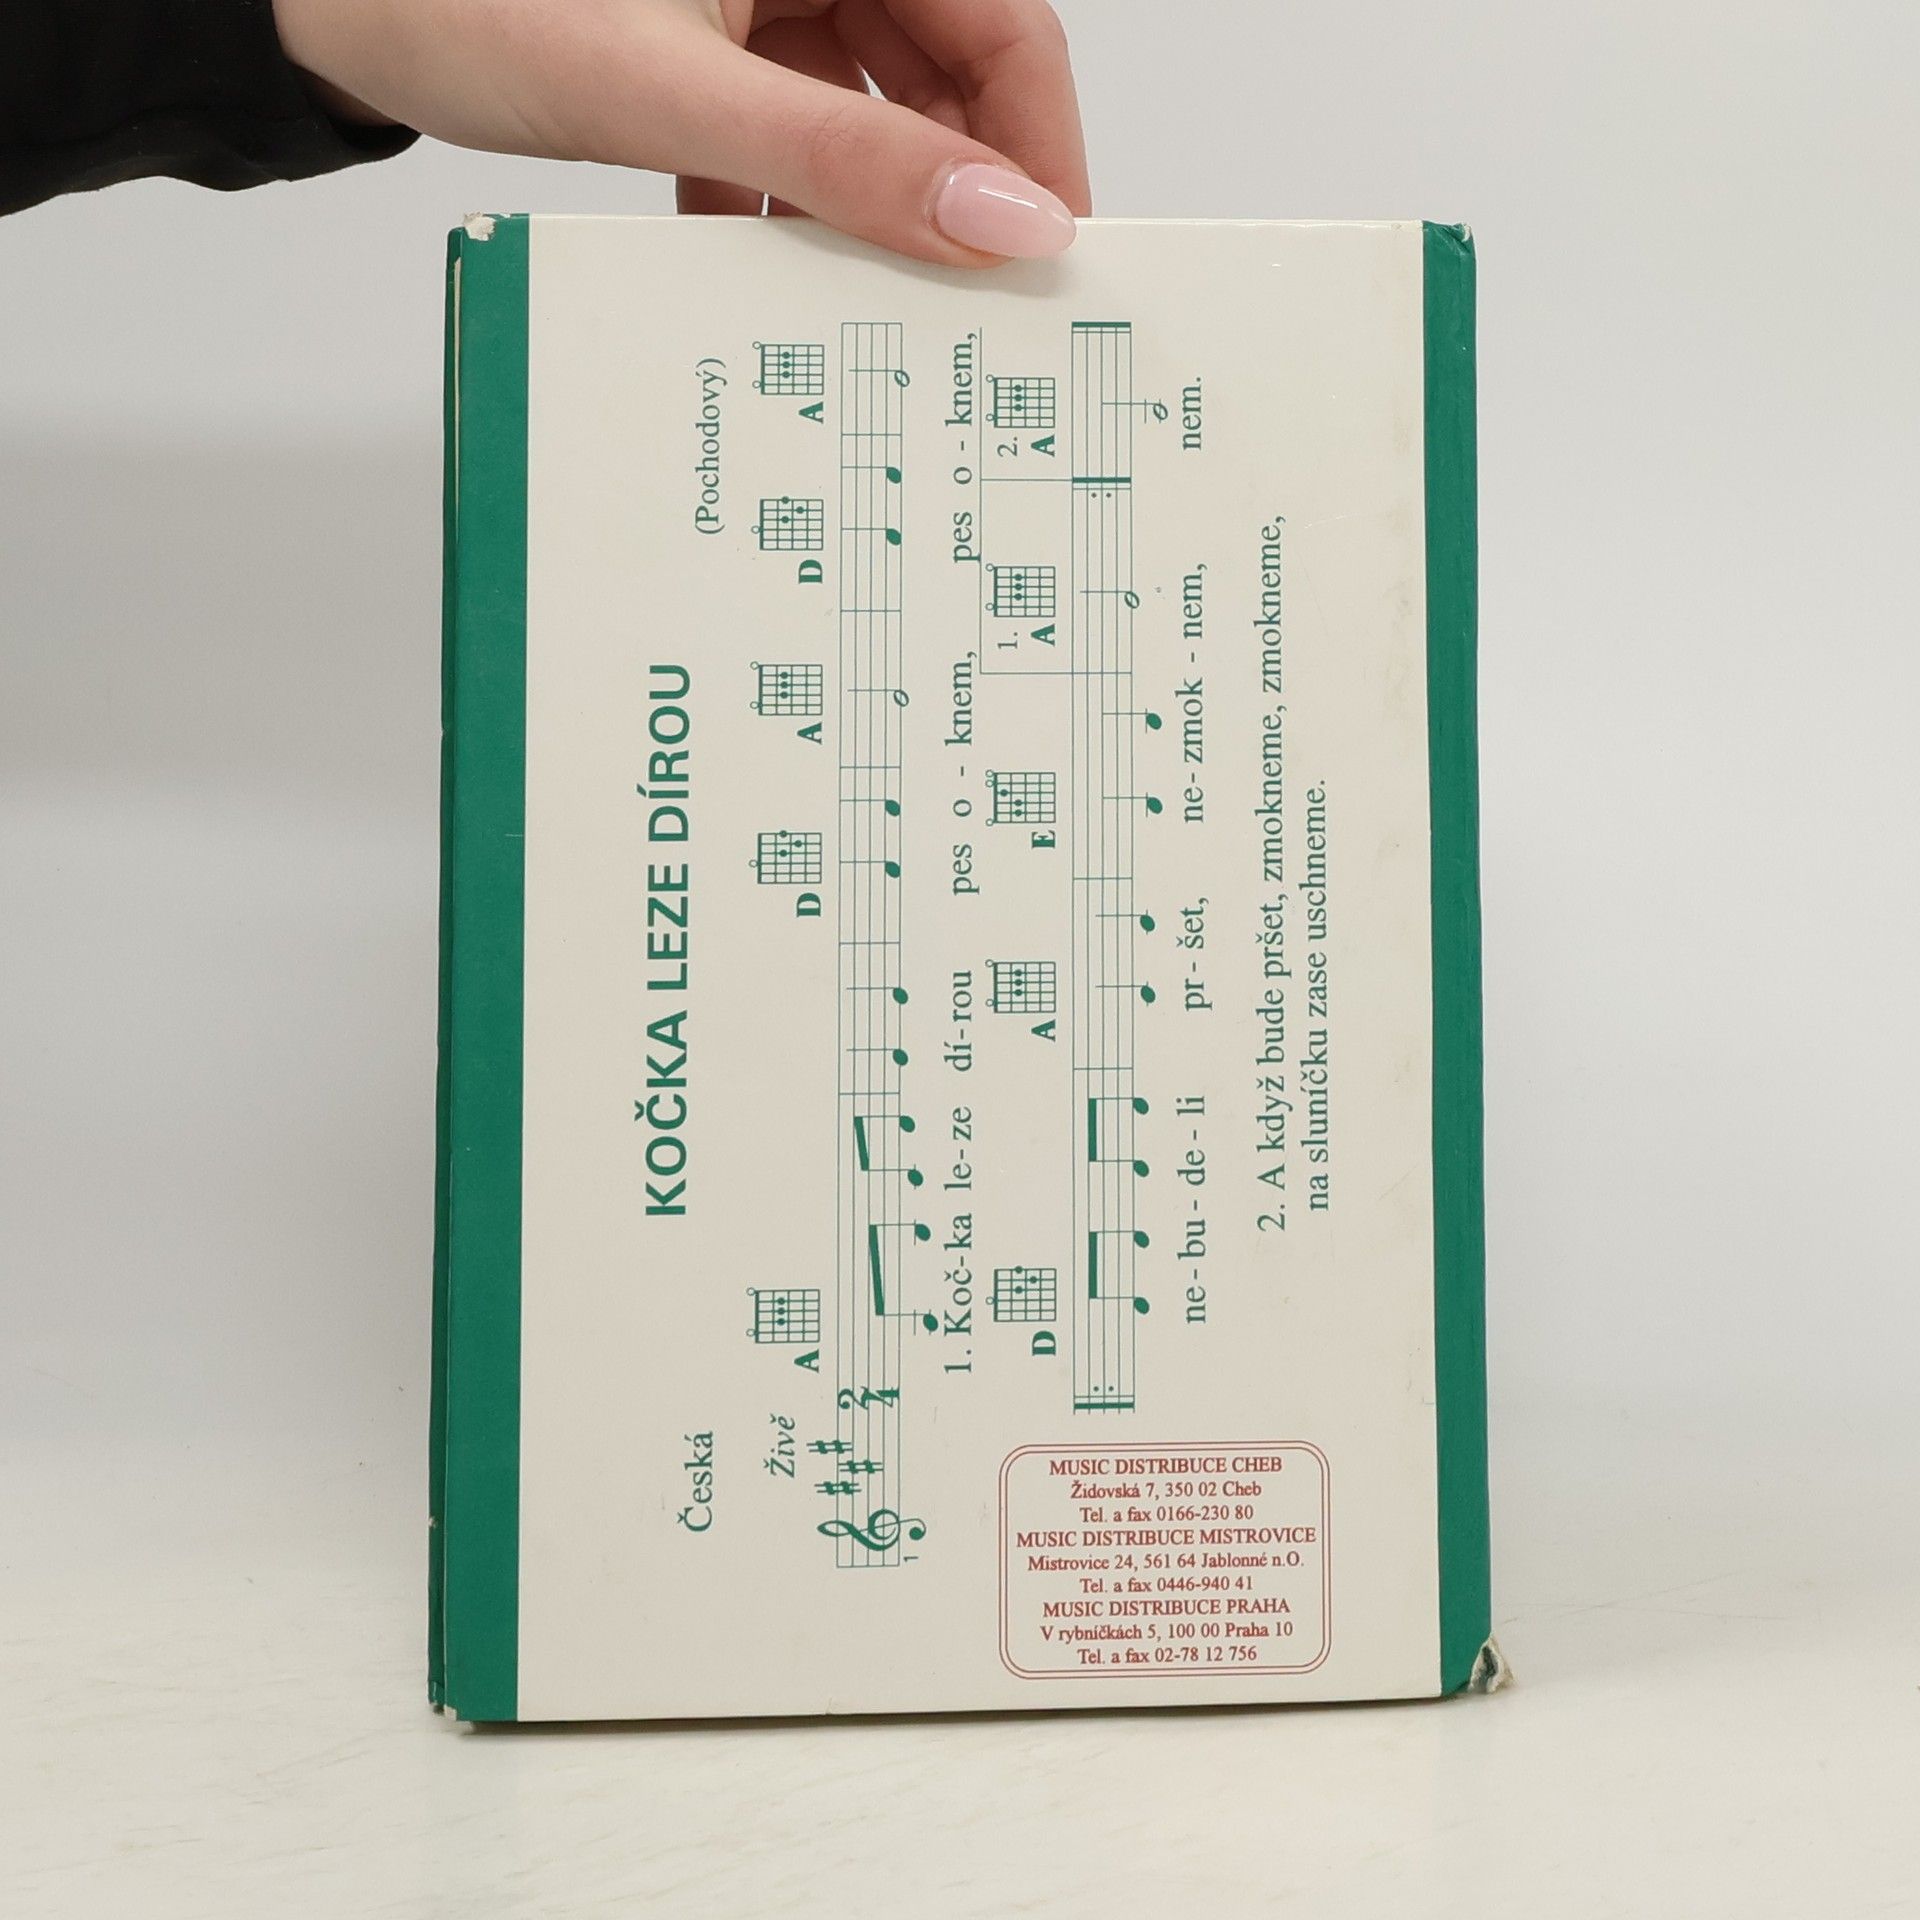 KOČKA LEZE DÍROU
Česká
(Pochodový)
Živě
A D A D A
2
4
1
1. Koč-ka le-ze dí-rou pes o - knem, pes o - knem,
1. 2.
D A E A A
ne-bu-de-li pr-šet, ne-zmok-nem, nem.
2. A když bude pršet, zmokneme, zmokneme,
na sluníčku zase uschneme.
MUSIC DISTRIBUCE CHEB
Židovská 7, 350 02 Cheb
Tel. a fax 0166-230 80
MUSIC DISTRIBUCE MISTROVICE
Mistrovice 24, 561 64 Jablonné n.O.
Tel. a fax 0446-940 41
MUSIC DISTRIBUCE PRAHA
V rybníčkách 5, 100 00 Praha 10
Tel. a fax 02-78 12 756